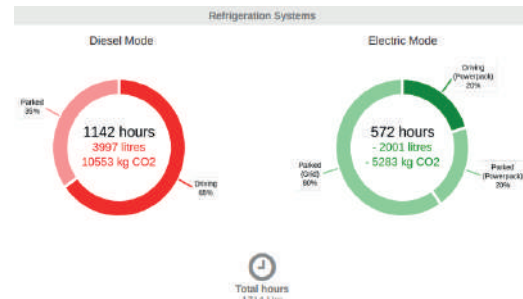 Refrigeration Systems
Diesel Mode
Electric Mode
Parked
35%
1142 hours
3997 litres
10553 kg CO2
Driving
65%
Driving
(Powerpack)
20%
572 hours
- 2001 litres
- 5283 kg CO2
Parked
(Grid)
60%
Parked
(Powerpack)
20%
Total hours